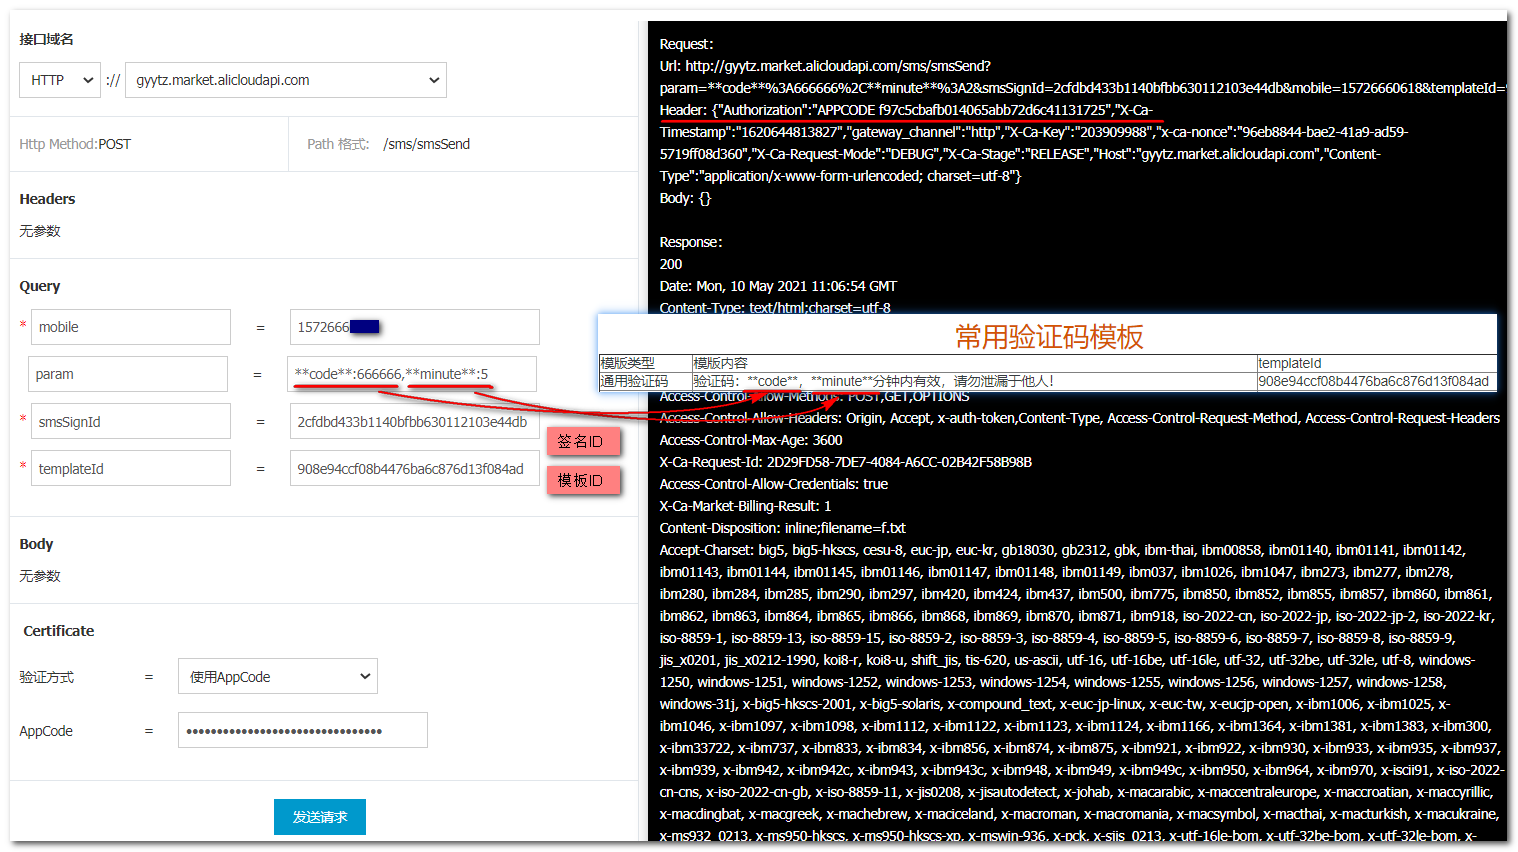 接口域名
HTTP :// gyytz.market.alicloudapi.com
Http Method:POST Path 格式: /sms/smsSend
Headers
无参数
Query
* mobile = 1572666
param = **code**:666666,**minute**:5
* smsSignId = 2cfdbd433b1140bfbb630112103e44db 签名ID
* templateId = 908e94ccf08b4476ba6c876d13f084ad 模板ID
Body
无参数
Certificate
验证方式 = 使用AppCode
AppCode = ••••••••••••••••••••••••••••••••
发送请求
Request:
Url: http://gyytz.market.alicloudapi.com/sms/smsSend?
param=**code**%3A666666%2C**minute**%3A2&smsSignId=2cfdbd433b1140bfbb630112103e44db&mobile=15726660618&templateId=
Header: {"Authorization":"APPCODE f97c5cbafb014065abb72d6c41131725","X-Ca-
Timestamp":"1620644813827","gateway_channel":"http","X-Ca-Key":"203909988","x-ca-nonce":"96eb8844-bae2-41a9-ad59-
5719ff08d360","X-Ca-Request-Mode":"DEBUG","X-Ca-Stage":"RELEASE","Host":"gyytz.market.alicloudapi.com","Content-
Type":"application/x-www-form-urlencoded; charset=utf-8"}
Body: {}
Response:
200
Date: Mon, 10 May 2021 11:06:54 GMT
Content-Type: text/html;charset=utf-8
常用验证码模板
模版类型 模版内容 templateId
通用验证码 验证码：**code**，**minute**分钟内有效，请勿泄漏于他人！ 908e94ccf08b4476ba6c876d13f084ad
Access-Control-Allow-Methods: POST,GET,OPTIONS
Access-Control-Allow-Headers: Origin, Accept, x-auth-token,Content-Type, Access-Control-Request-Method, Access-Control-Request-Headers
Access-Control-Max-Age: 3600
X-Ca-Request-Id: 2D29FD58-7DE7-4084-A6CC-02B42F58B98B
Access-Control-Allow-Credentials: true
X-Ca-Market-Billing-Result: 1
Content-Disposition: inline;filename=f.txt
Accept-Charset: big5, big5-hkscs, cesu-8, euc-jp, euc-kr, gb18030, gb2312, gbk, ibm-thai, ibm00858, ibm01140, ibm01141, ibm01142,
ibm01143, ibm01144, ibm01145, ibm01146, ibm01147, ibm01148, ibm01149, ibm037, ibm1026, ibm1047, ibm273, ibm277, ibm278,
ibm280, ibm284, ibm285, ibm290, ibm297, ibm420, ibm424, ibm437, ibm500, ibm775, ibm850, ibm852, ibm855, ibm857, ibm860, ibm861,
ibm862, ibm863, ibm864, ibm865, ibm866, ibm868, ibm869, ibm870, ibm871, ibm918, iso-2022-cn, iso-2022-jp, iso-2022-jp-2, iso-2022-kr,
iso-8859-1, iso-8859-13, iso-8859-15, iso-8859-2, iso-8859-3, iso-8859-4, iso-8859-5, iso-8859-6, iso-8859-7, iso-8859-8, iso-8859-9,
jis_x0201, jis_x0212-1990, koi8-r, koi8-u, shift_jis, tis-620, us-ascii, utf-16, utf-16be, utf-16le, utf-32, utf-32be, utf-32le, utf-8, windows-
1250, windows-1251, windows-1252, windows-1253, windows-1254, windows-1255, windows-1256, windows-1257, windows-1258,
windows-31j, x-big5-hkscs-2001, x-big5-solaris, x-compound_text, x-euc-jp-linux, x-euc-tw, x-eucjp-open, x-ibm1006, x-ibm1025, x-
ibm1046, x-ibm1097, x-ibm1098, x-ibm1112, x-ibm1122, x-ibm1123, x-ibm1124, x-ibm1166, x-ibm1364, x-ibm1381, x-ibm1383, x-ibm300,
x-ibm33722, x-ibm737, x-ibm833, x-ibm834, x-ibm856, x-ibm874, x-ibm875, x-ibm921, x-ibm922, x-ibm930, x-ibm933, x-ibm935, x-ibm937,
x-ibm939, x-ibm942, x-ibm942c, x-ibm943, x-ibm943c, x-ibm948, x-ibm949, x-ibm949c, x-ibm950, x-ibm964, x-ibm970, x-iscii91, x-iso-2022-
cn-cns, x-iso-2022-cn-gb, x-iso-8859-11, x-jis0208, x-jisautodetect, x-johab, x-macarabic, x-maccentraleurope, x-maccroatian, x-maccyrillic,
x-macdingbat, x-macgreek, x-machebrew, x-maciceland, x-macroman, x-macromania, x-macsymbol, x-macthai, x-macturkish, x-macukraine,
x-ms932_0213, x-ms950-hkscs, x-ms950-hkscs-xp, x-mswin-936, x-pck, x-sjis_0213, x-utf-16le-bom, x-utf-32be-bom, x-utf-32le-bom, x-